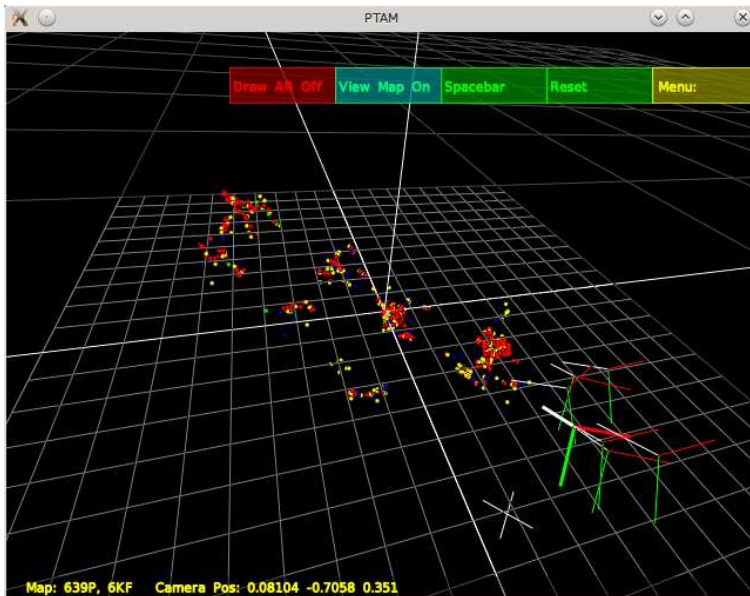 PTAM
Draw AR Off View Map On Spacebar Reset Menu:
Map: 639P, 6KF Camera Pos: 0.08104 -0.7058 0.351